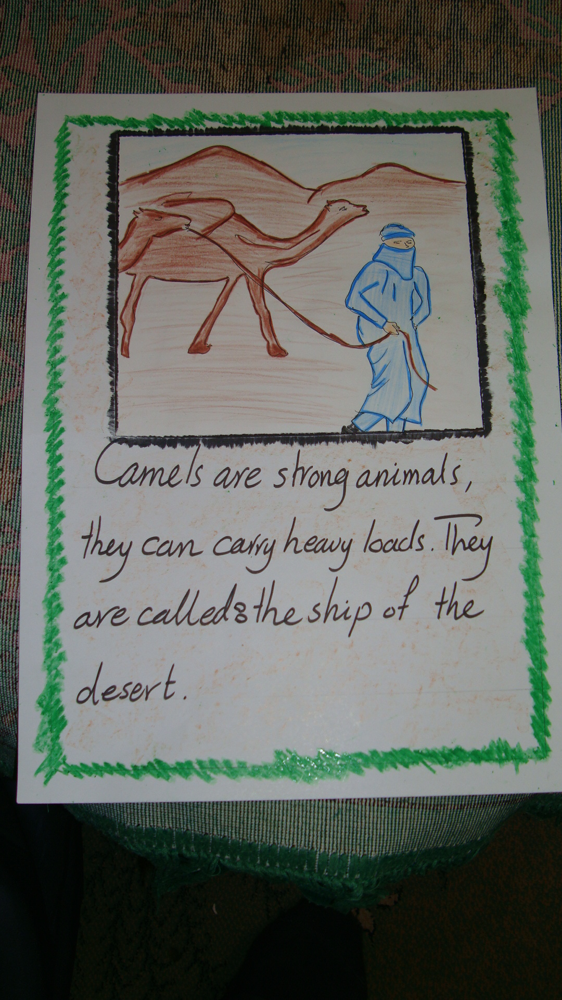 Camels are strong animals,
they can carry heavy loads. They
are called: the ship of the
desert.